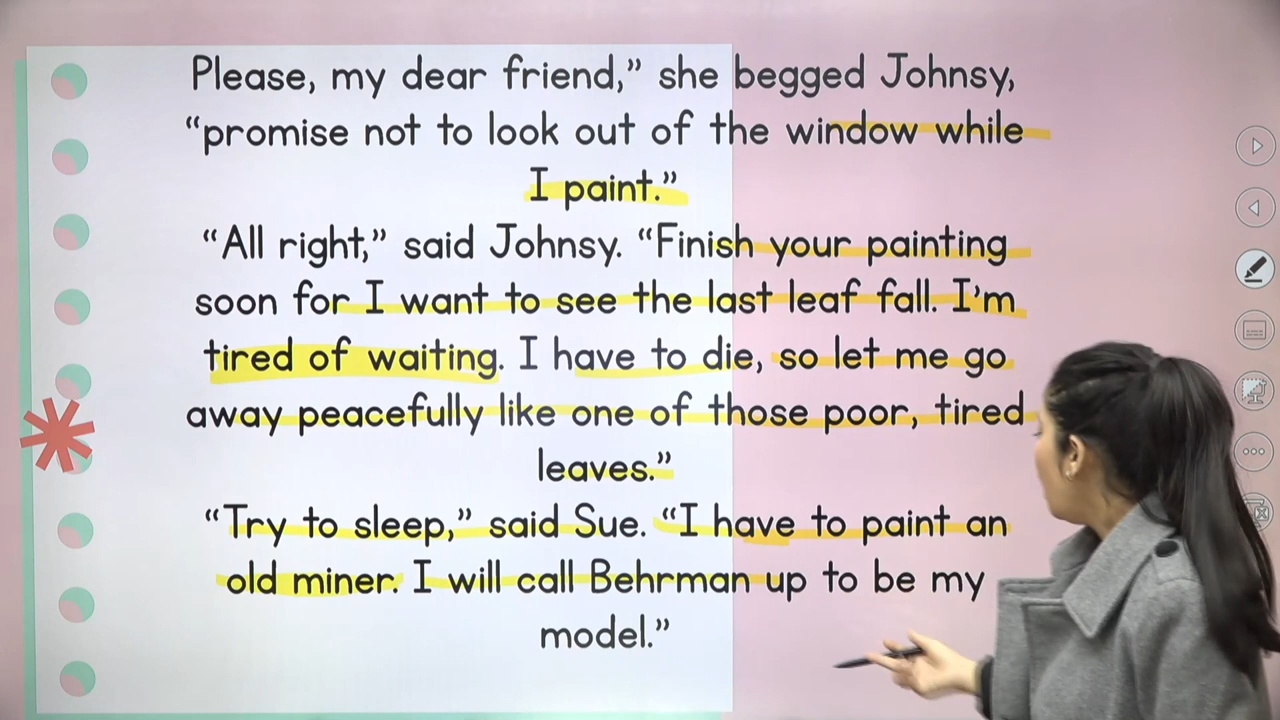 Please, my dear friend,” she begged Johnsy,
“promise not to look out of the window while
I paint.”
“All right,” said Johnsy. “Finish your painting
soon for I want to see the last leaf fall. I’m
tired of waiting. I have to die, so let me go
away peacefully like one of those poor, tired
leaves.”
“Try to sleep,” said Sue. “I have to paint an
old miner. I will call Behrman up to be my
model.”